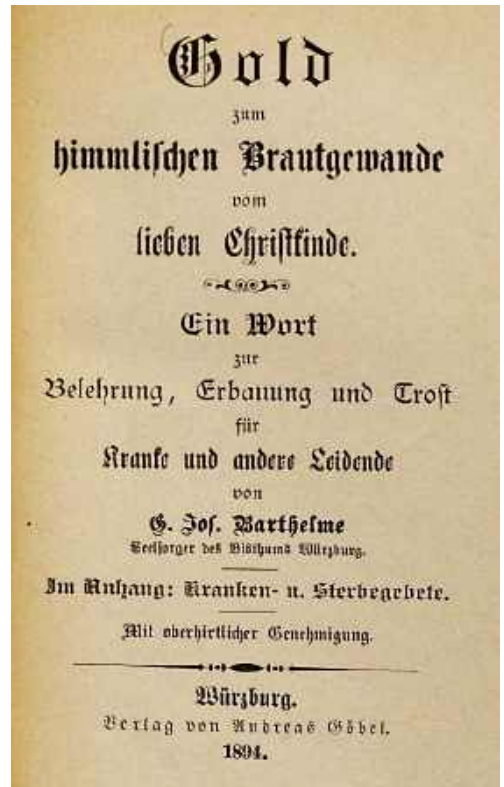 Gold
zum
himmlischen Brautgewande
vom
lieben Christkinde.
Ein Wort
zur
Belehrung, Erbauung und Trost
für
Kranke und andere Leidende
von
G. Jos. Barthelme
Seelsorger des Bisthums Würzburg.
Im Anhang: Kranken- u. Sterbegebete.
Mit oberhirtlicher Genehmigung.
Würzburg.
Verlag von Andreas Göbel.
1894.